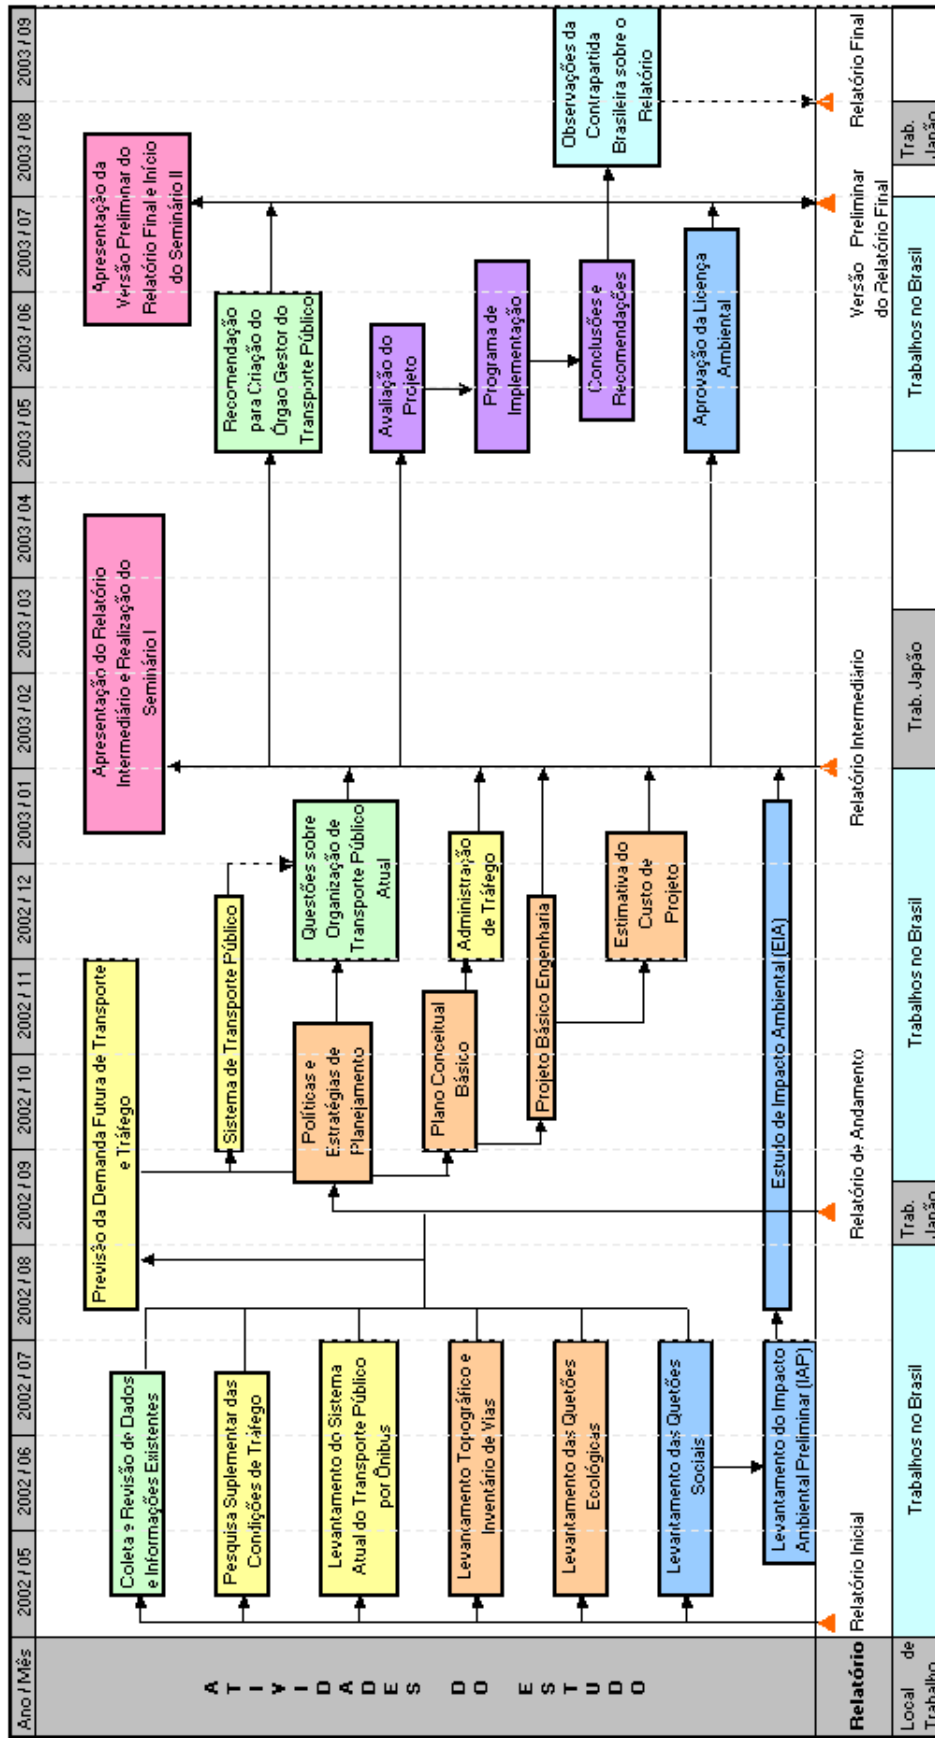 Ano / Mês
2002 / 05
2002 / 06
2002 / 07
2002 / 08
2002 / 09
2002 / 10
2002 / 11
2002 / 12
2003 / 01
2003 / 02
2003 / 03
2003 / 04
2003 / 05
2003 / 06
2003 / 07
2003 / 08
2003 / 09
ATIVIDADES DO ESTUDO
Coleta e Revisão de Dados
e Informações Existentes
Pesquisa Suplementar das
Condições de Tráfego
Levantamento do Sistema
Atual do Transporte Público
por Ônibus
Levantamento Topográfico e
Inventário de Vias
Levantamento das Quetões
Ecológicas
Levantamento das Quetões
Sociais
Levantamento do Impacto
Ambiental Preliminar (IAP)
Previsão da Demanda Futura de Transporte
e Tráfego
Sistema de Transporte Público
Políticas e
Estratégias de
Planejamento
Plano Conceitual
Básico
Projeto Básico Engenharia
Estudo de Impacto Ambiental (EIA)
Questões sobre
Organização de
Transporte Público
Atual
Administração
de Tráfego
Estimativa do
Custo de
Projeto
Apresentação do Relatório
Intermediário e Realização do
Seminário I
Recomendação
para Criação do
Órgao Gestor do
Transporte Público
Avaliação do
Projeto
Programa de
Implementação
Conclusões e
Recomendações
Aprovação da Licença
Ambiental
Apresentação da
Versão Preliminar do
Relatório Final e Início
do Seminário II
Observações da
Contrapartida
Brasileira sobre o
Relatório
Relatório
Relatório Inicial
Relatório de Andamento
Relatório Intermediário
Versão Preliminar
do Relatório Final
Relatório Final
Local de
Trabalho
Trabalhos no Brasil
Trab.
Japão
Trabalhos no Brasil
Trab. Japão
Trabalhos no Brasil
Trab.
Japão